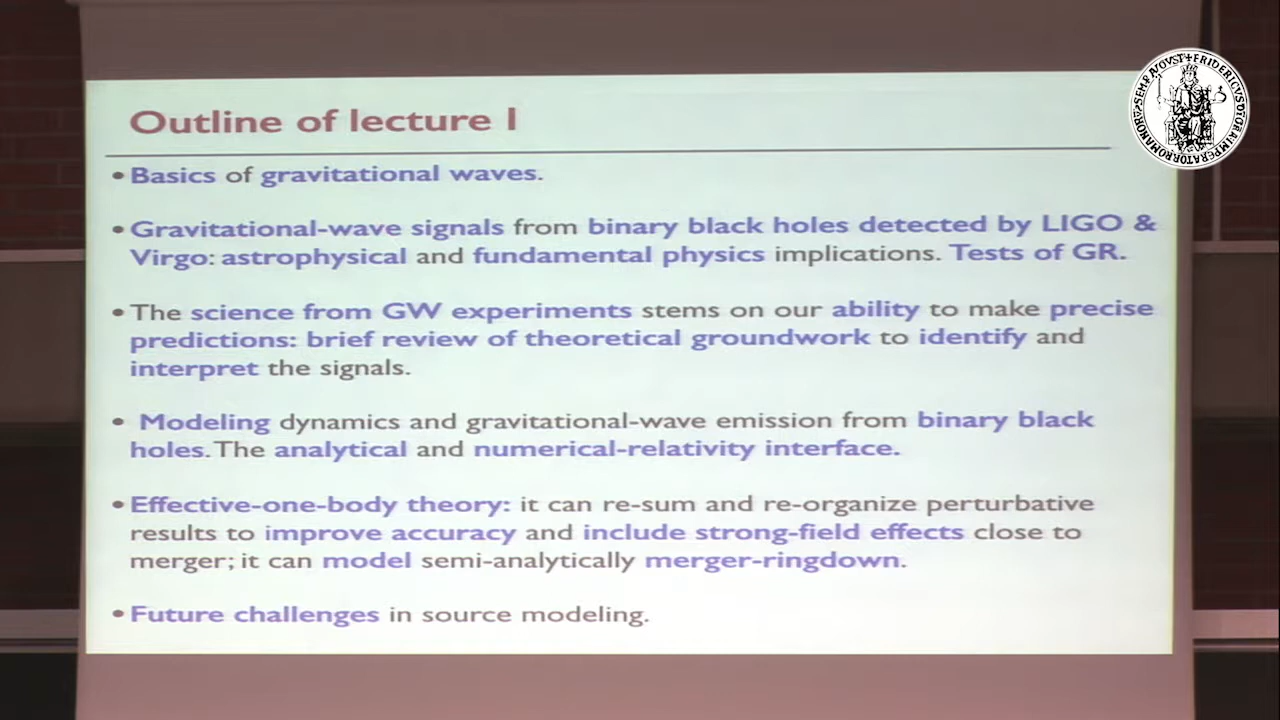 Outline of lecture I
• Basics of gravitational waves.
• Gravitational-wave signals from binary black holes detected by LIGO &
Virgo: astrophysical and fundamental physics implications. Tests of GR.
• The science from GW experiments stems on our ability to make precise
predictions: brief review of theoretical groundwork to identify and
interpret the signals.
• Modeling dynamics and gravitational-wave emission from binary black
holes. The analytical and numerical-relativity interface.
• Effective-one-body theory: it can re-sum and re-organize perturbative
results to improve accuracy and include strong-field effects close to
merger; it can model semi-analytically merger-ringdown.
• Future challenges in source modeling.